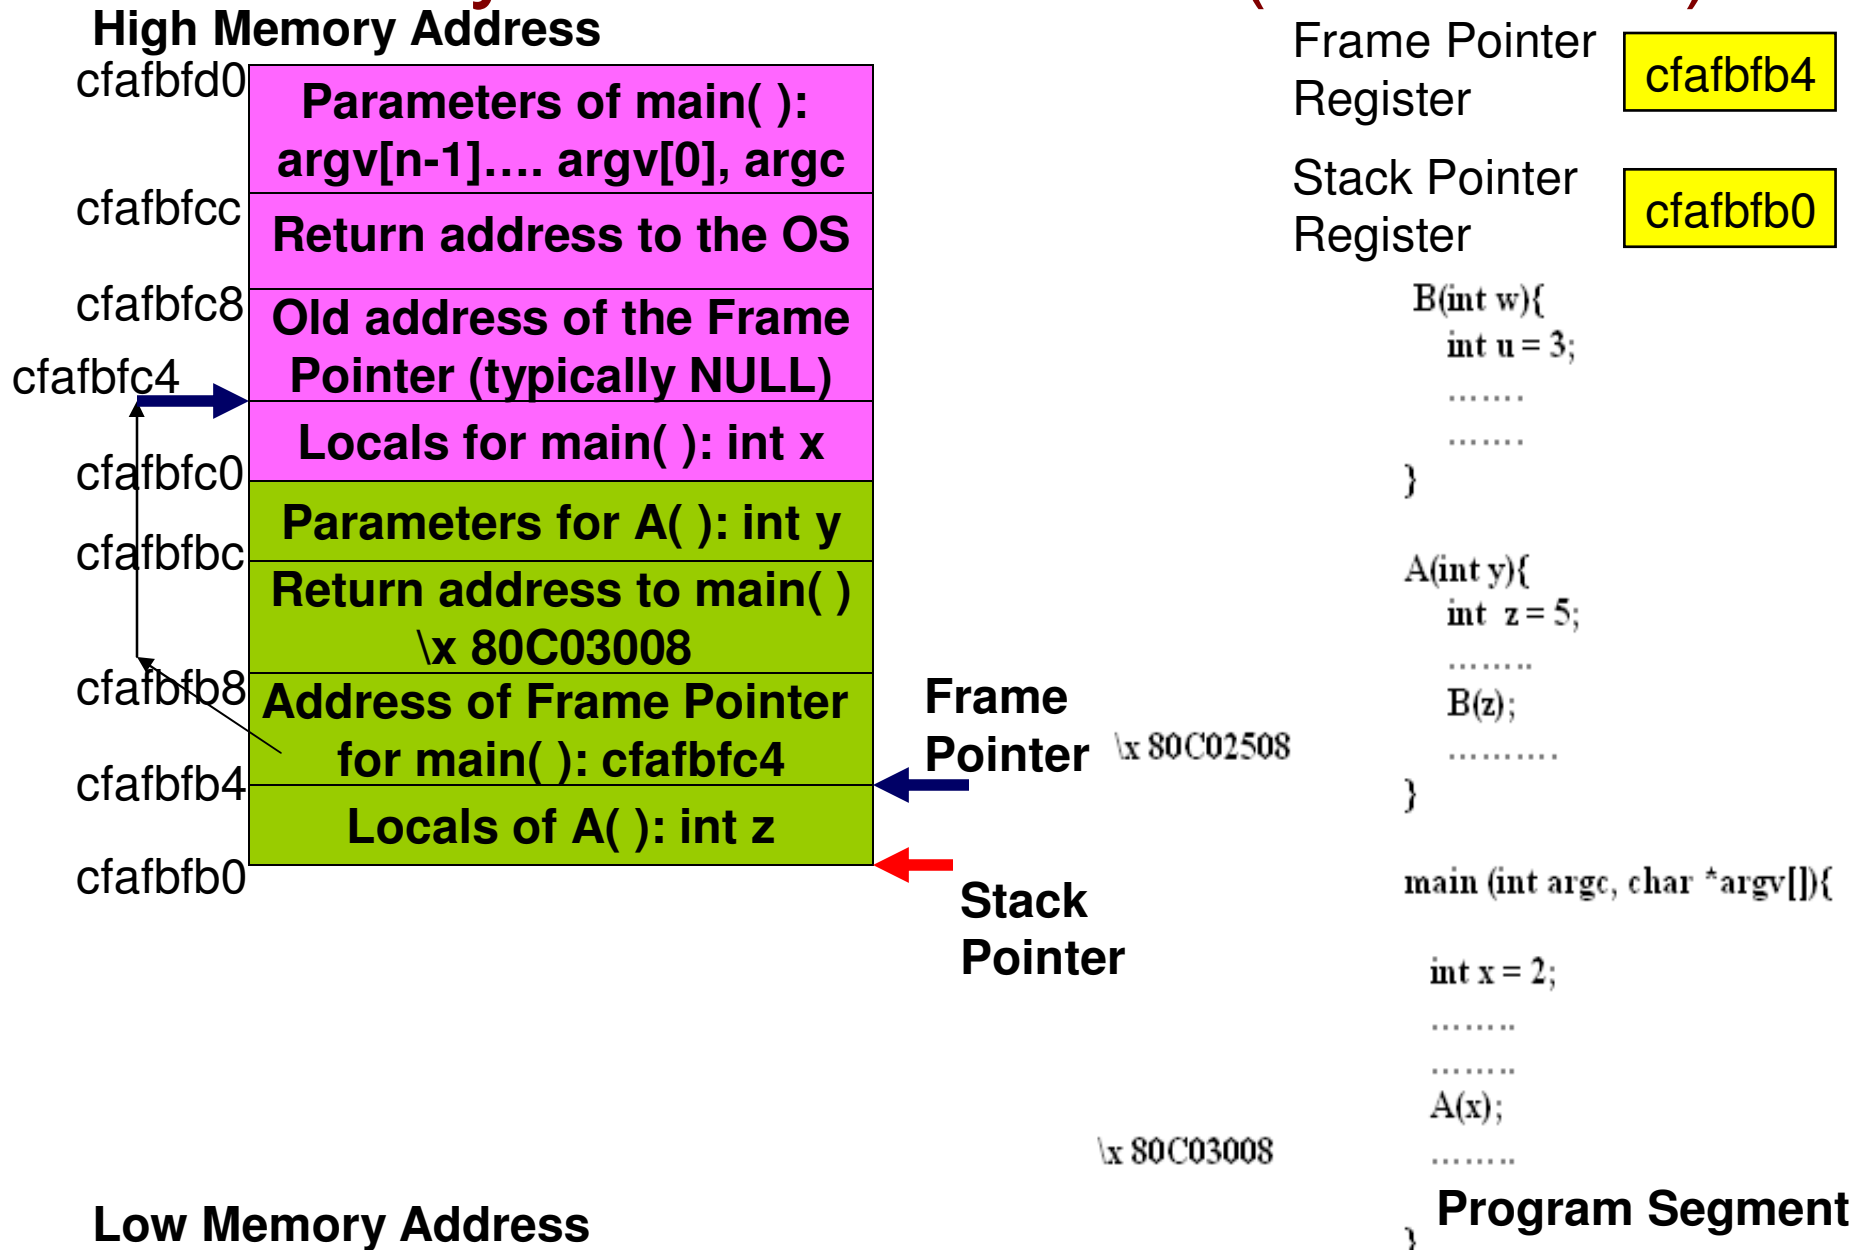 High Memory Address
cfafbfd0
Parameters of main( ):
argv[n-1]…. argv[0], argc
cfafbfcc
Return address to the OS
cfafbfc8
Old address of the Frame
Pointer (typically NULL)
cfafbfc4
Locals for main( ): int x
cfafbfc0
Parameters for A( ): int y
cfafbfbc
Return address to main( )
\x 80C03008
cfafbfb8
Address of Frame Pointer
for main( ): cfafbfc4
cfafbfb4
Locals of A( ): int z
cfafbfb0
Low Memory Address
Frame
Pointer
Stack
Pointer
Frame Pointer
Register
cfafbfb4
Stack Pointer
Register
cfafbfb0
B(int w){
int u = 3;
…….
…….
}
A(int y){
int z = 5;
……..
B(z);
\x 80C02508
……….
}
main (int argc, char *argv[]){
int x = 2;
……..
……..
A(x);
\x 80C03008
……..
}
Program Segment